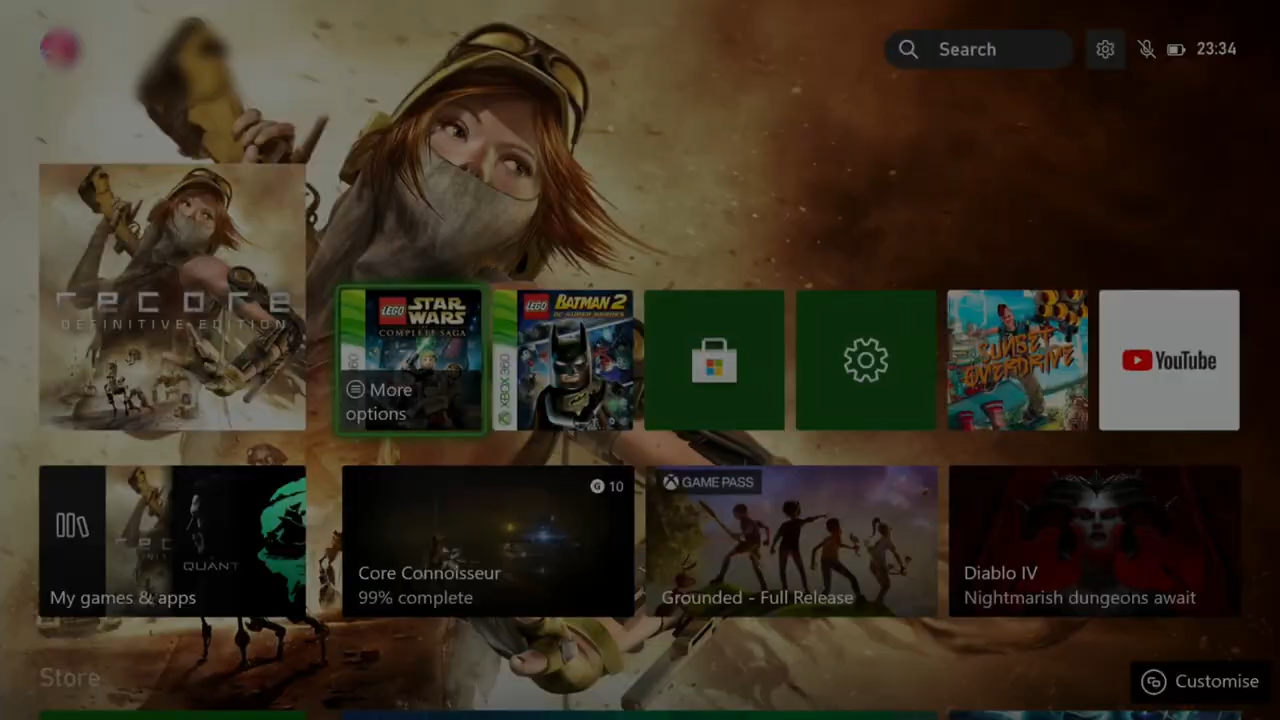 Search
23:34
recore
DEFINITIVE EDITION
LEGO STAR WARS
COMPLETE SAGA
More
options
LEGO BATMAN 2
DC SUPER HEROES
XBOX 360
SUNSET
OVERDRIVE
YouTube
My games & apps
QUANT
G 10
Core Connoisseur
99% complete
GAME PASS
Grounded - Full Release
Diablo IV
Nightmarish dungeons await
Store
Customise